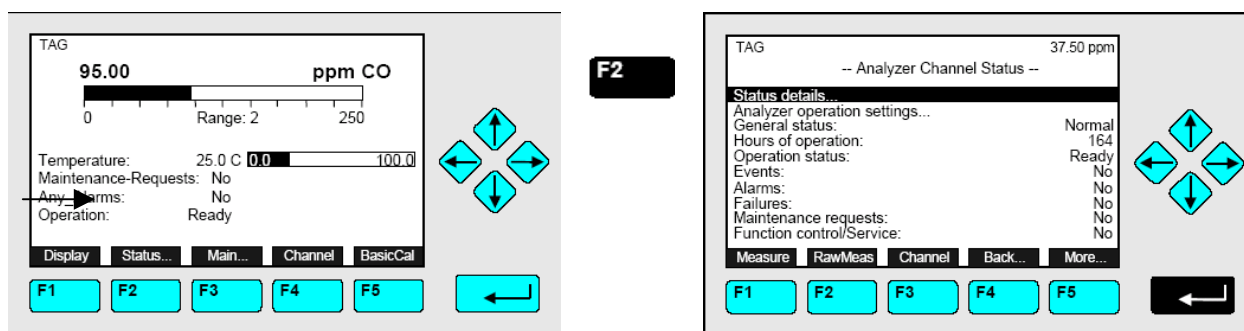 TAG
95.00 ppm CO
0 Range: 2 250
Temperature: 25.0 C 0.0 100.0
Maintenance-Requests: No
Any Alarms: No
Operation: Ready
Display Status... Main... Channel BasicCal
F1 F2 F3 F4 F5
F2
TAG 37.50 ppm
-- Analyzer Channel Status --
Status details...
Analyzer operation settings...
General status: Normal
Hours of operation: 164
Operation status: Ready
Events: No
Alarms: No
Failures: No
Maintenance requests: No
Function control/Service: No
Measure RawMeas Channel Back... More...
F1 F2 F3 F4 F5